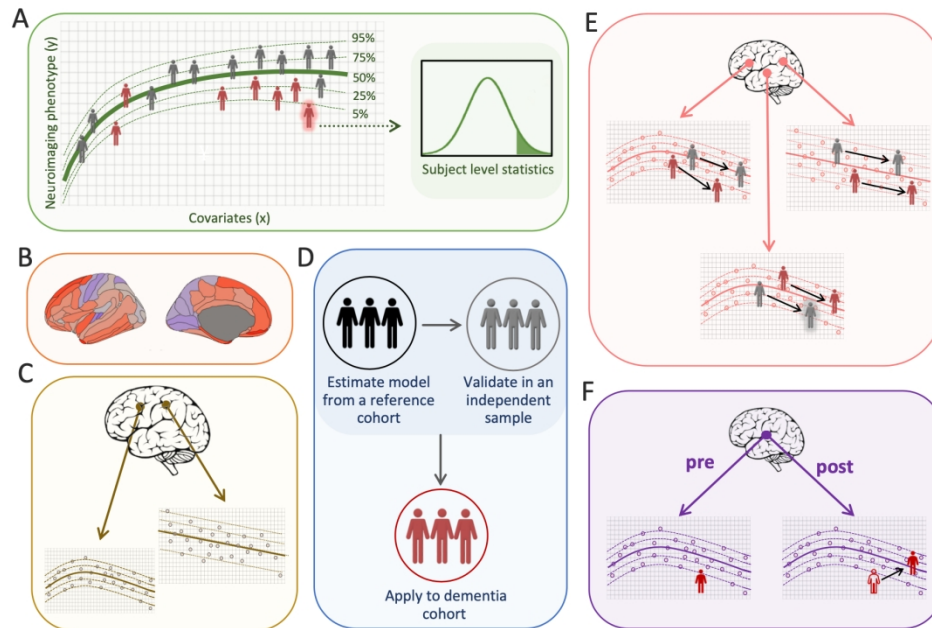 A
Neuroimaging phenotype (y)
95%
75%
50%
25%
5%
Covariates (x)
Subject level statistics
B
C
D
Estimate model
from a reference
cohort
Validate in an
independent
sample
Apply to dementia
cohort
E
F
pre
post